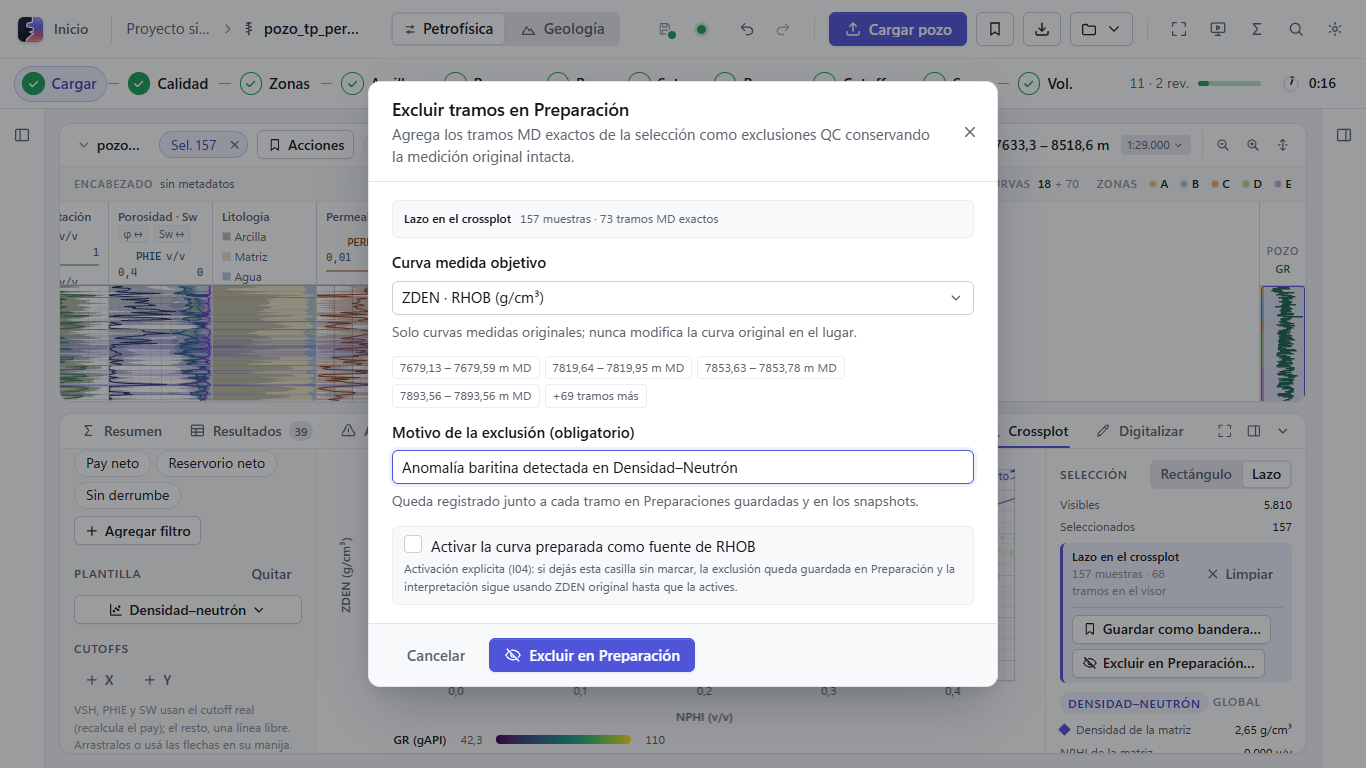 Inicio
Proyecto si...
pozo_tp_per...
Petrofísica
Geología
Cargar pozo
Cargar
Calidad
Zonas
Vol.
11 · 2 rev.
0:16
pozo...
Sel. 157
Acciones
7633,3 – 8518,6 m
1:29.000
ENCABEZADO sin metadatos
18 + 70
ZONAS
A
B
C
D
E
Porosidad · Sw
Litología
φ
Sw
Arcilla
v/v
1
PHIE v/v
Matriz
0,01
0,4
0
Agua
POZO
GR
Excluir tramos en Preparación
Agrega los tramos MD exactos de la selección como exclusiones QC conservando
la medición original intacta.
Lazo en el crossplot 157 muestras · 73 tramos MD exactos
Curva medida objetivo
ZDEN · RHOB (g/cm³)
Solo curvas medidas originales; nunca modifica la curva original en el lugar.
7679,13 – 7679,59 m MD
7819,64 – 7819,95 m MD
7853,63 – 7853,78 m MD
7893,56 – 7893,56 m MD
+69 tramos más
Motivo de la exclusión (obligatorio)
Anomalía baritina detectada en Densidad–Neutrón
Queda registrado junto a cada tramo en Preparaciones guardadas y en los snapshots.
Activar la curva preparada como fuente de RHOB
Activación explícita (I04): si dejás esta casilla sin marcar, la exclusión queda guardada en Preparación y la
interpretación sigue usando ZDEN original hasta que la actives.
Cancelar
Excluir en Preparación
Resumen
Resultados 39
Crossplot
Digitalizar
Pay neto
Reservorio neto
Sin derrumbe
Agregar filtro
PLANTILLA
Quitar
Densidad–neutrón
CUTOFFS
+ X
+ Y
VSH, PHIE y SW usan el cutoff real
(recalcula el pay); el resto, una línea libre.
Arrastralos o usá las flechas en su manija.
ZDEN (g/cm³)
0,0
0,1
0,2
0,3
0,4
NPHI (v/v)
GR (gAPI)
42,3
110
SELECCIÓN
Rectángulo
Lazo
Visibles
5.810
Seleccionados
157
Lazo en el crossplot
157 muestras · 68
tramos en el visor
Limpiar
Guardar como bandera...
Excluir en Preparación...
DENSIDAD–NEUTRÓN
GLOBAL
Densidad de la matriz
2,65 g/cm³
NPHI de la matriz
0,000 v/v